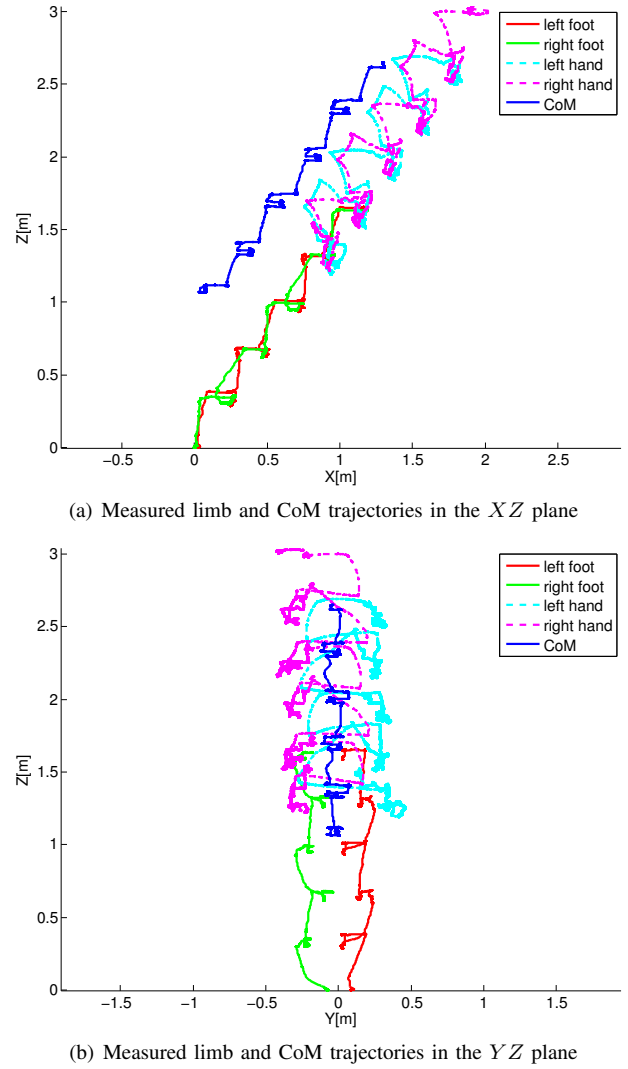 3
2.5
2
1.5
1
0.5
0
Z[m]
−0.5
0
0.5
1
1.5
2
2.5
X[m]
left foot
right foot
left hand
right hand
CoM
(a) Measured limb and CoM trajectories in the XZ plane
3
2.5
2
1.5
1
0.5
0
Z[m]
−1.5
−1
−0.5
0
0.5
1
1.5
Y[m]
left foot
right foot
left hand
right hand
CoM
(b) Measured limb and CoM trajectories in the YZ plane